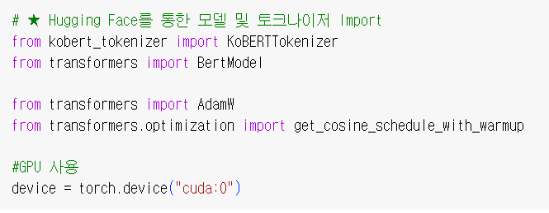 # ★ Hugging Face를 통한 모델 및 토크나이저 Import
from kobert_tokenizer import KoBERTTokenizer
from transformers import BertModel
from transformers import AdamW
from transformers.optimization import get_cosine_schedule_with_warmup
#GPU 사용
device = torch.device("cuda:0")